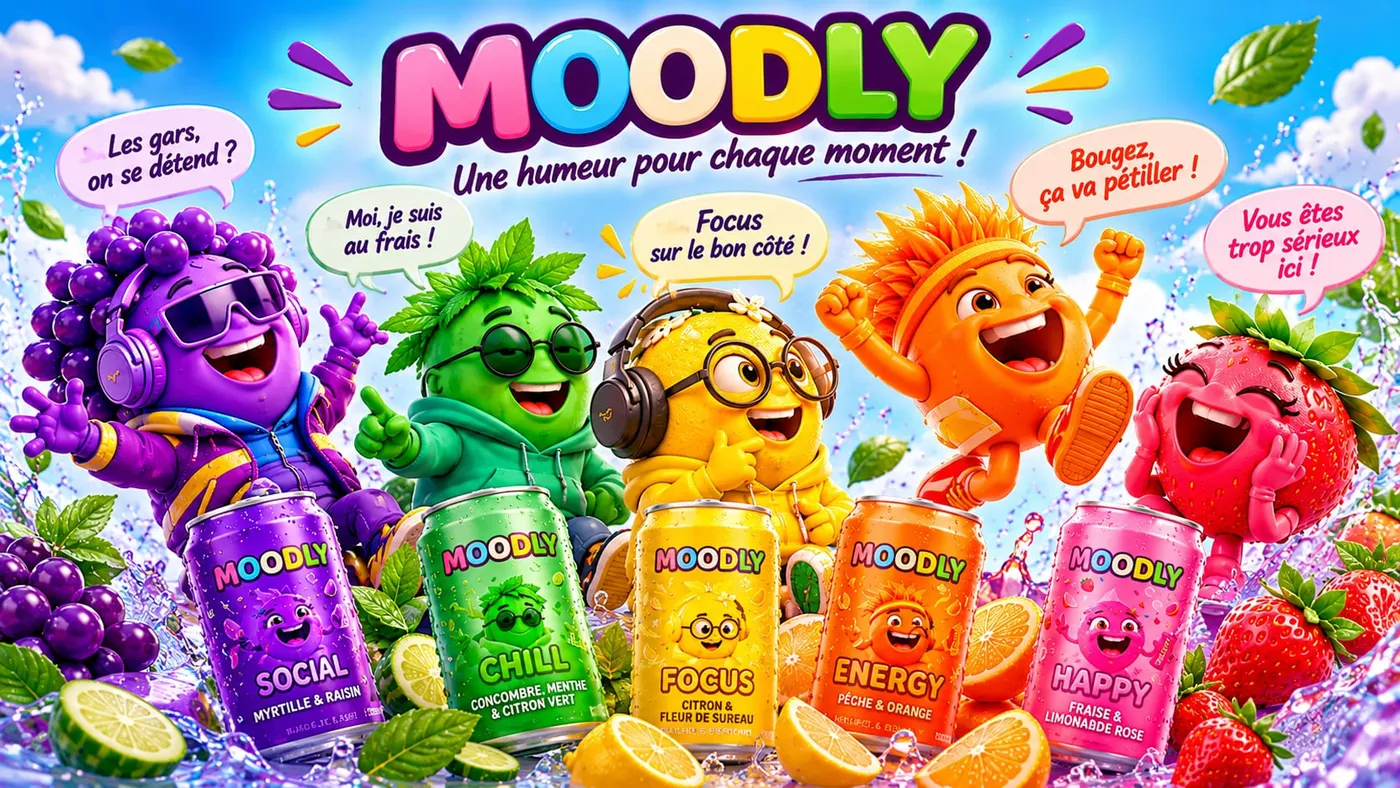 MOODLY
Une humeur pour chaque moment !
Les gars,
on se détend ?
Moi, je suis
au frais !
Focus
sur le bon côté !
Bougez,
ça va pétiller !
Vous êtes
trop sérieux
ici !
MOODLY
SOCIAL
MYRTILLE & RAISIN
MOODLY
CHILL
CONCOMBRE, MENTHE
& CITRON VERT
MOODLY
FOCUS
CITRON &
FLEUR DE SUREAU
MOODLY
ENERGY
PÉCHE & ORANGE
MOODLY
HAPPY
FRAISE &
LIMONABDE ROSE